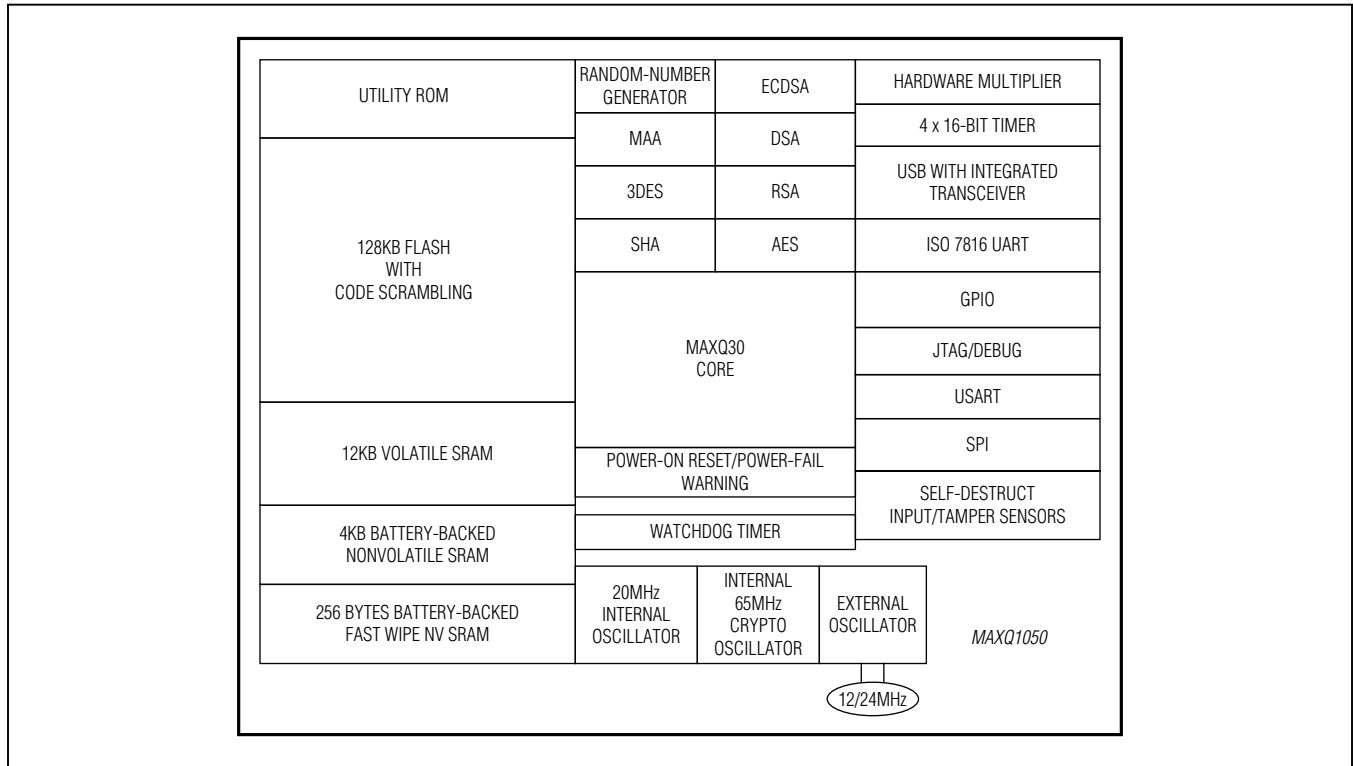 UTILITY ROM
128KB FLASH
WITH
CODE SCRAMBLING
12KB VOLATILE SRAM
4KB BATTERY-BACKED
NONVOLATILE SRAM
256 BYTES BATTERY-BACKED
FAST WIPE NV SRAM
RANDOM-NUMBER
GENERATOR
ECDSA
MAA
DSA
3DES
RSA
SHA
AES
MAXQ30
CORE
POWER-ON RESET/POWER-FAIL
WARNING
WATCHDOG TIMER
20MHz
INTERNAL
OSCILLATOR
INTERNAL
65MHz
CRYPTO
OSCILLATOR
EXTERNAL
OSCILLATOR
12/24MHz
HARDWARE MULTIPLIER
4 x 16-BIT TIMER
USB WITH INTEGRATED
TRANSCEIVER
ISO 7816 UART
GPIO
JTAG/DEBUG
USART
SPI
SELF-DESTRUCT
INPUT/TAMPER SENSORS
MAXQ1050